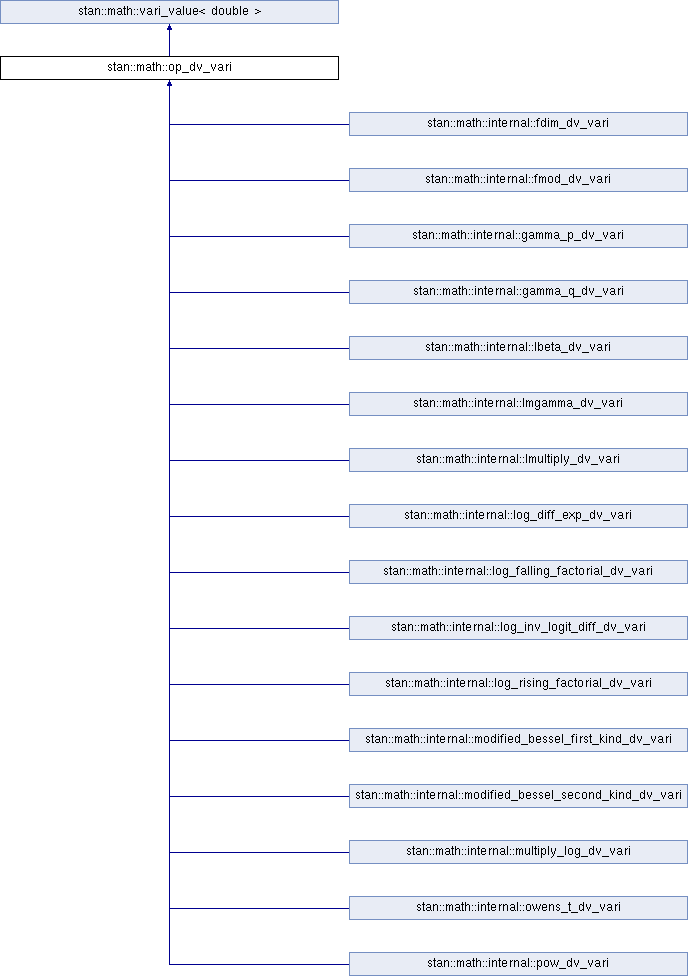 stan::math::vari_value< double >
stan::math::op_dv_vari
stan::math::internal::fdim_dv_vari
stan::math::internal::fmod_dv_vari
stan::math::internal::gamma_p_dv_vari
stan::math::internal::gamma_q_dv_vari
stan::math::internal::lbeta_dv_vari
stan::math::internal::lmgamma_dv_vari
stan::math::internal::lmultiply_dv_vari
stan::math::internal::log_diff_exp_dv_vari
stan::math::internal::log_falling_factorial_dv_vari
stan::math::internal::log_inv_logit_diff_dv_vari
stan::math::internal::log_rising_factorial_dv_vari
stan::math::internal::modified_bessel_first_kind_dv_vari
stan::math::internal::modified_bessel_second_kind_dv_vari
stan::math::internal::multiply_log_dv_vari
stan::math::internal::owens_t_dv_vari
stan::math::internal::pow_dv_vari